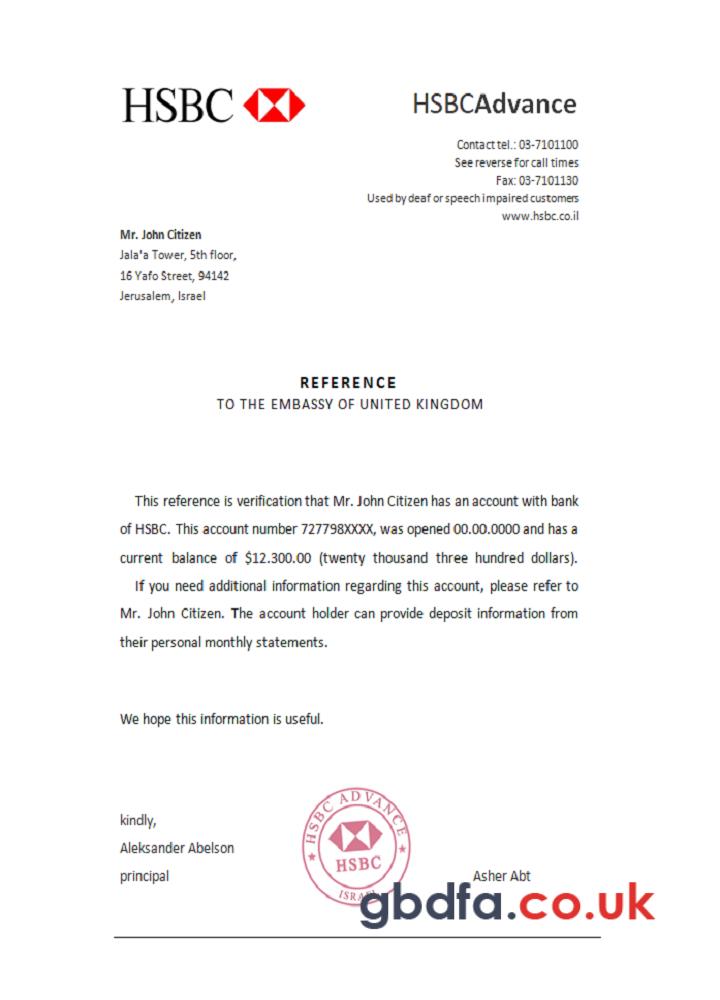 HSBC
HSBCAdvance
Contact tel.: 03-7101100
See reverse for call times
Fax: 03-7101130
Used by deaf or speech impaired customers
www.hsbc.co.il
Mr. John Citizen
Jala'a Tower, 5th floor,
16 Yafo Street, 94142
Jerusalem, Israel
REFERENCE
TO THE EMBASSY OF UNITED KINGDOM
This reference is verification that Mr. John Citizen has an account with bank
of HSBC. This account number 727798XXXX, was opened 00.00.0000 and has a
current balance of $12.300.00 (twenty thousand three hundred dollars).
If you need additional information regarding this account, please refer to
Mr. John Citizen. The account holder can provide deposit information from
their personal monthly statements.
We hope this information is useful.
kindly,
Aleksander Abelson
principal
HSBC ADVANCE
HSBC
ISRAEL
Asher Abt
gbdfa.co.uk